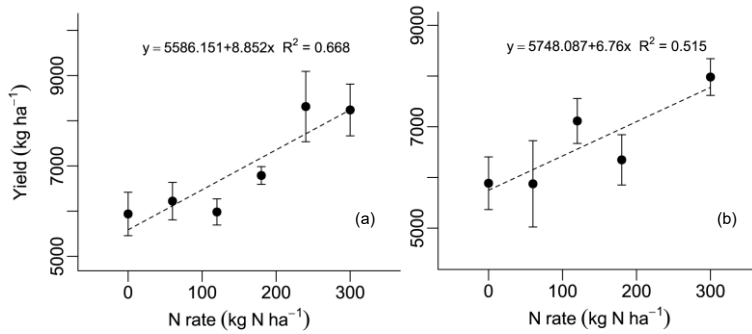 y = 5586.151+8.852x R² = 0.668
9000
7000
5000
Yield (kg ha⁻¹)
(a)
0 100 200 300
N rate (kg N ha⁻¹)
y = 5748.087+6.76x R² = 0.515
9000
7000
5000
(b)
0 100 200 300
N rate (kg N ha⁻¹)